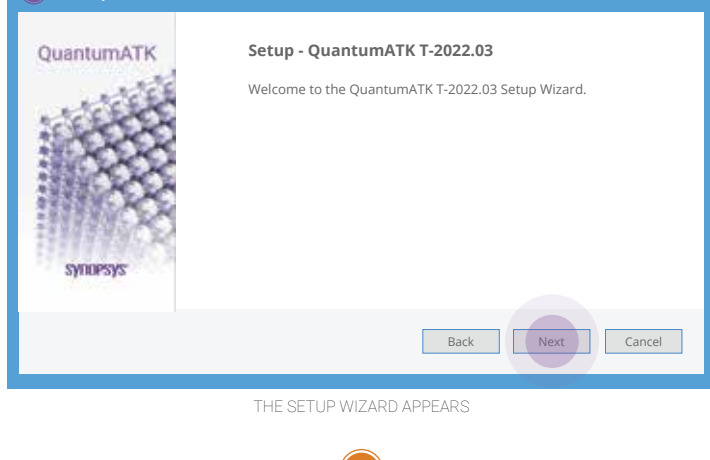 QuantumATK
Setup - QuantumATK T-2022.03
Welcome to the QuantumATK T-2022.03 Setup Wizard.
SYNOPSYS
Back
Next
Cancel
THE SETUP WIZARD APPEARS